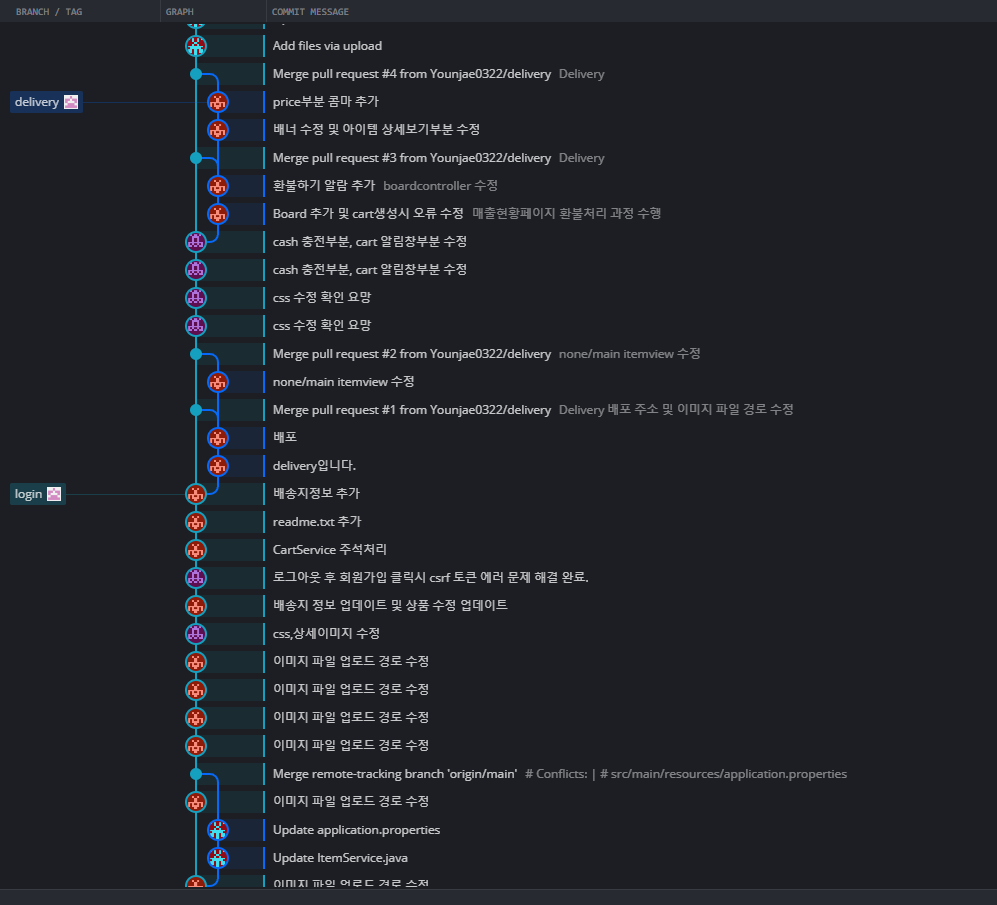 BRANCH / TAG GRAPH COMMIT MESSAGE
Add files via upload
Merge pull request #4 from Younjae0322/delivery Delivery
delivery price부분 콤마 추가
배너 수정 및 아이템 상세보기부분 수정
Merge pull request #3 from Younjae0322/delivery Delivery
환불하기 알람 추가 boardcontroller 수정
Board 추가 및 cart생성시 오류 수정 매출현황페이지 환불처리 과정 수행
cash 충전부분, cart 알림창부분 수정
cash 충전부분, cart 알림창부분 수정
css 수정 확인 요망
css 수정 확인 요망
Merge pull request #2 from Younjae0322/delivery none/main itemview 수정
none/main itemview 수정
Merge pull request #1 from Younjae0322/delivery Delivery 배포 주소 및 이미지 파일 경로 수정
배포
delivery입니다.
login 배송지정보 추가
readme.txt 추가
CartService 주석처리
로그아웃 후 회원가입 클릭시 csrf 토큰 에러 문제 해결 완료.
배송지 정보 업데이트 및 상품 수정 업데이트
css,상세이미지 수정
이미지 파일 업로드 경로 수정
이미지 파일 업로드 경로 수정
이미지 파일 업로드 경로 수정
이미지 파일 업로드 경로 수정
Merge remote-tracking branch 'origin/main' # Conflicts: | # src/main/resources/application.properties
이미지 파일 업로드 경로 수정
Update application.properties
Update ItemService.java
이미지 파일 업로드 경로 수정